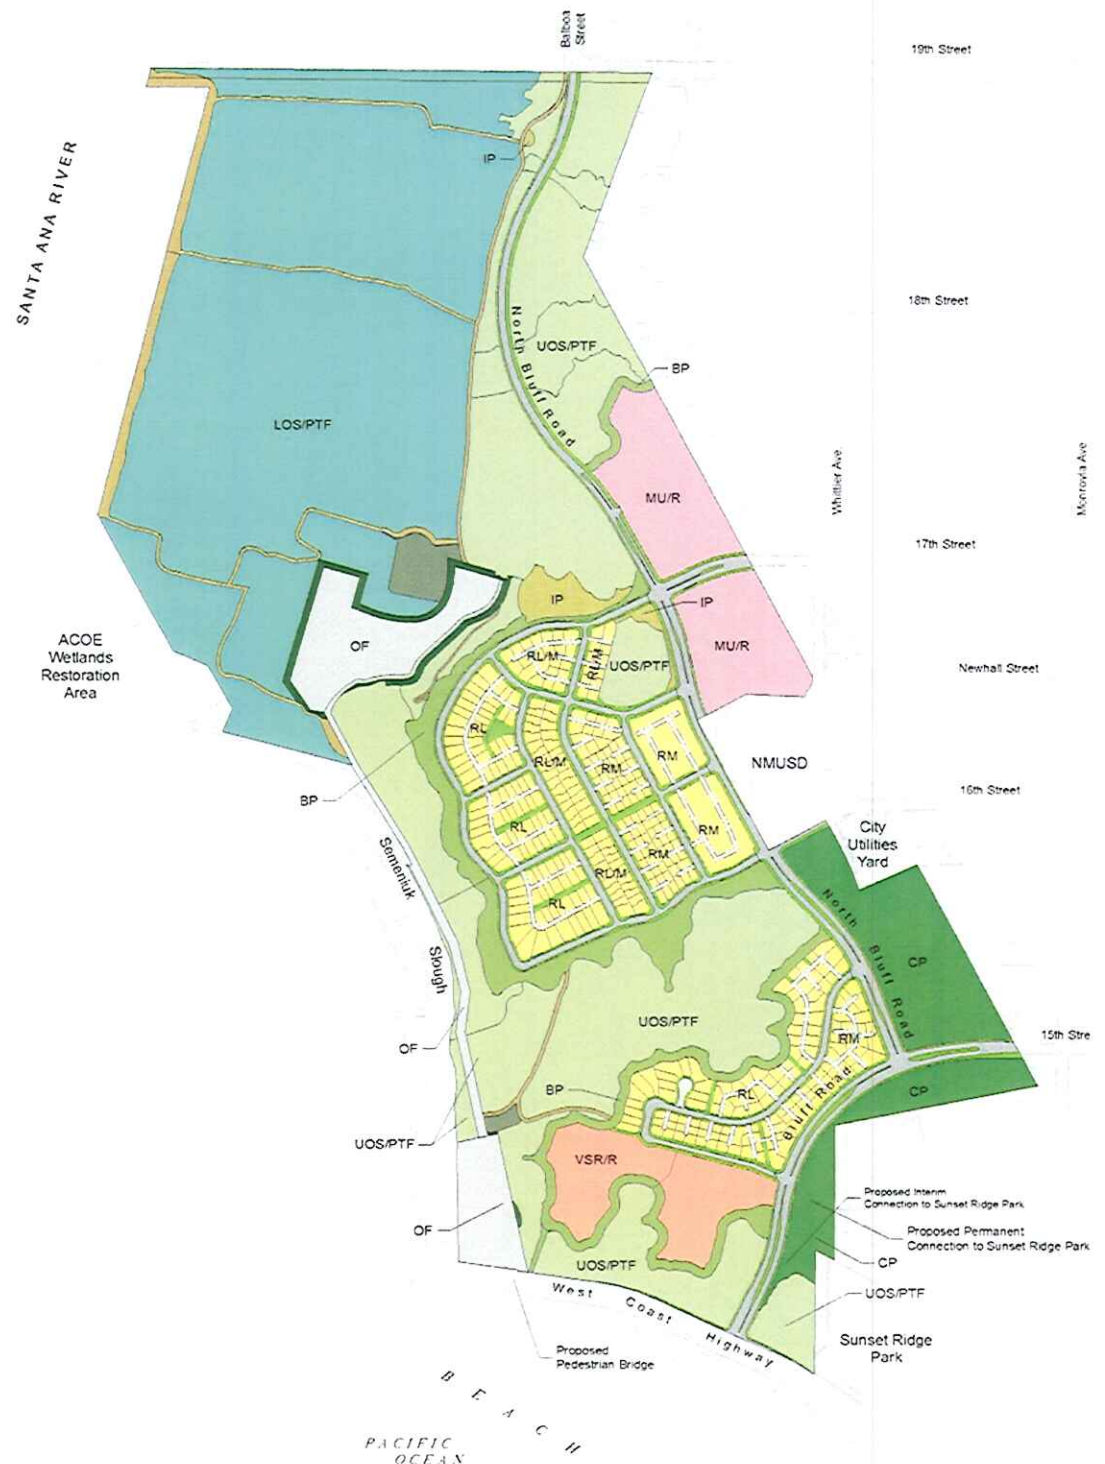 Balboa
Street
19th Street
SANTA ANA RIVER
IP
18th Street
North Bluff Road
UOS/PTF
BP
LOS/PTF
Whittier Ave
Monrovia Ave
MU/R
17th Street
IP
IP
ACOE
Wetlands
Restoration
Area
OF
RL/M
RL/M
UOS/PTF
MU/R
Newhall Street
RL
RL/M
RM
RM
NMUSD
BP
16th Street
RL
RM
City
Utilities
Yard
Semeniuk
Slough
RM
RL/M
RL
North Bluff Road
CP
UOS/PTF
OF
RM
15th Stre
BP
RL
Bluff Road
CP
UOS/PTF
VSR/R
Proposed Interim
Connection to Sunset Ridge Park
OF
Proposed Permanent
Connection to Sunset Ridge Park
CP
UOS/PTF
UOS/PTF
West Coast Highway
Sunset Ridge
Park
Proposed
Pedestrian Bridge
BEACH
PACIFIC
OCEAN